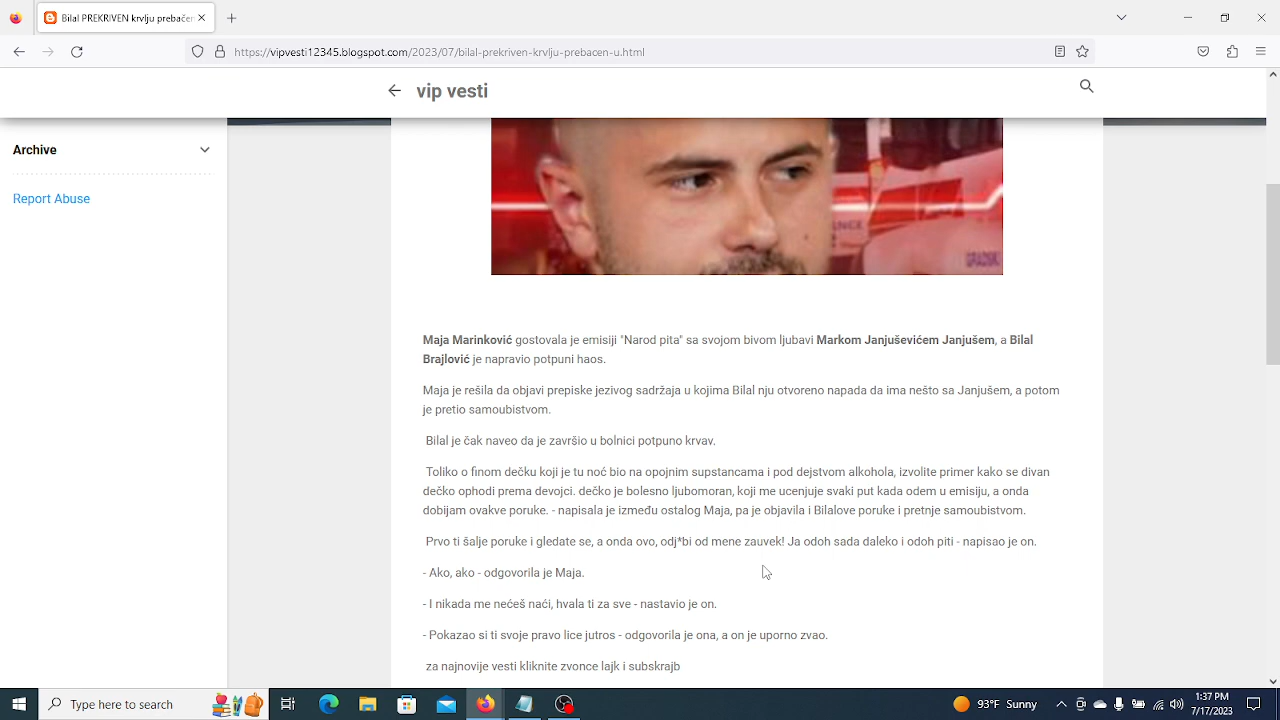 Bilal PREKRIVEN krvlju prebačen
https://vipvesti12345.blogspot.com/2023/07/bilal-prekriven-krvlju-prebacen-u.html
vip vesti
Archive
Report Abuse
GRADSK
Maja Marinković gostovala je emisiji "Narod pita" sa svojom bivom ljubavi Markom Janjuševićem Janjušem, a Bilal
Brajlović je napravio potpuni haos.
Maja je rešila da objavi prepiske jezivog sadržaja u kojima Bilal nju otvoreno napada da ima nešto sa Janjušem, a potom
je pretio samoubistvom.
Bilal je čak naveo da je završio u bolnici potpuno krvav.
Toliko o finom dečku koji je tu noć bio na opojnim supstancama i pod dejstvom alkohola, izvolite primer kako se divan
dečko ophodi prema devojci. dečko je bolesno ljubomoran, koji me ucenjuje svaki put kada odem u emisiju, a onda
dobijam ovakve poruke. - napisala je između ostalog Maja, pa je objavila i Bilalove poruke i pretnje samoubistvom.
Prvo ti šalje poruke i gledate se, a onda ovo, odj*bi od mene zauvek! Ja odoh sada daleko i odoh piti - napisao je on.
- Ako, ako - odgovorila je Maja.
- I nikada me nećeš naći, hvala ti za sve - nastavio je on.
- Pokazao si ti svoje pravo lice jutros - odgovorila je ona, a on je uporno zvao.
za najnovije vesti kliknite zvonce lajk i subskrajb
Type here to search
93°F Sunny
1:37 PM
7/17/2023